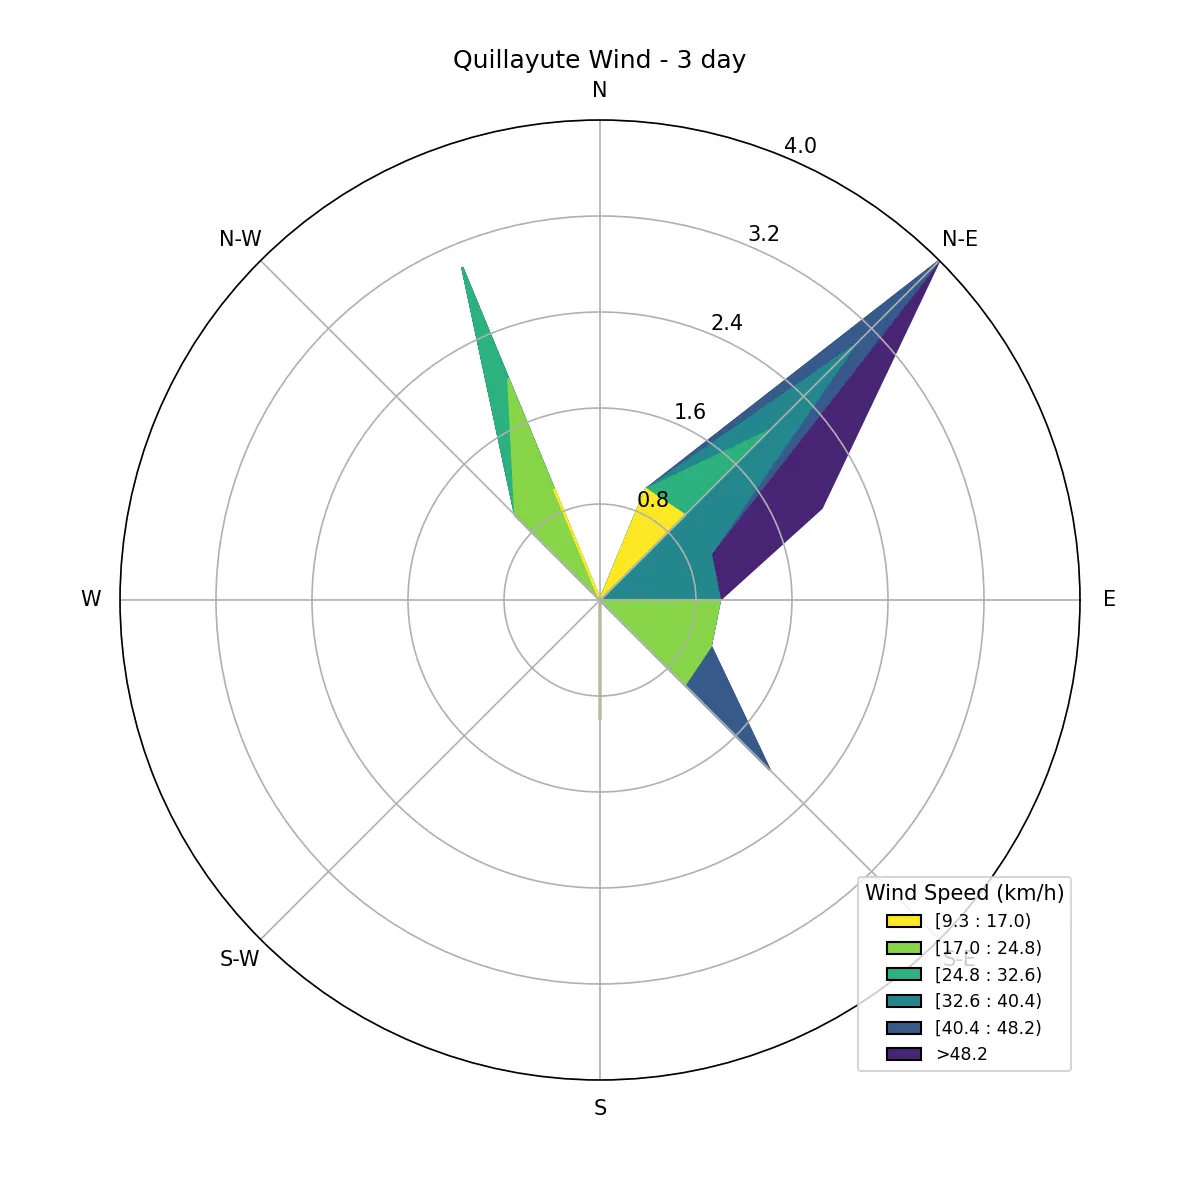 Quillayute Wind - 3 day
N
4.0
3.2
N-W
N-E
2.4
1.6
0.8
W
E
S-W
S-E
S
Wind Speed (km/h)
[9.3 : 17.0)
[17.0 : 24.8)
[24.8 : 32.6)
[32.6 : 40.4)
[40.4 : 48.2)
>48.2